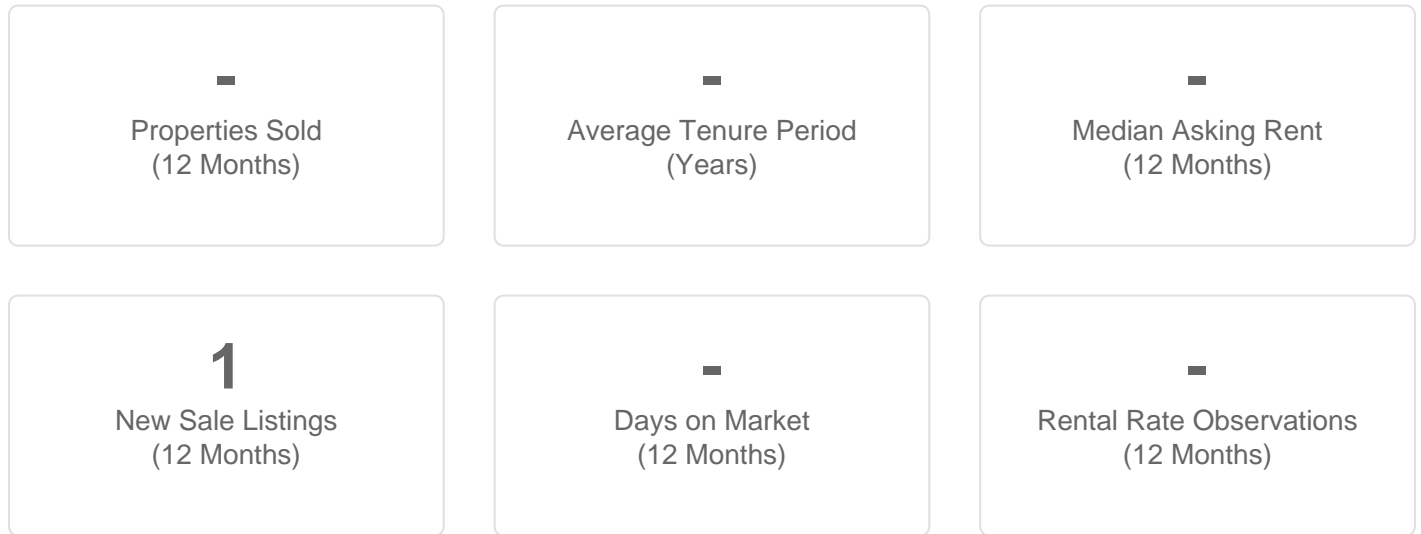 -
Properties Sold
(12 Months)
-
Average Tenure Period
(Years)
-
Median Asking Rent
(12 Months)
1
New Sale Listings
(12 Months)
-
Days on Market
(12 Months)
-
Rental Rate Observations
(12 Months)